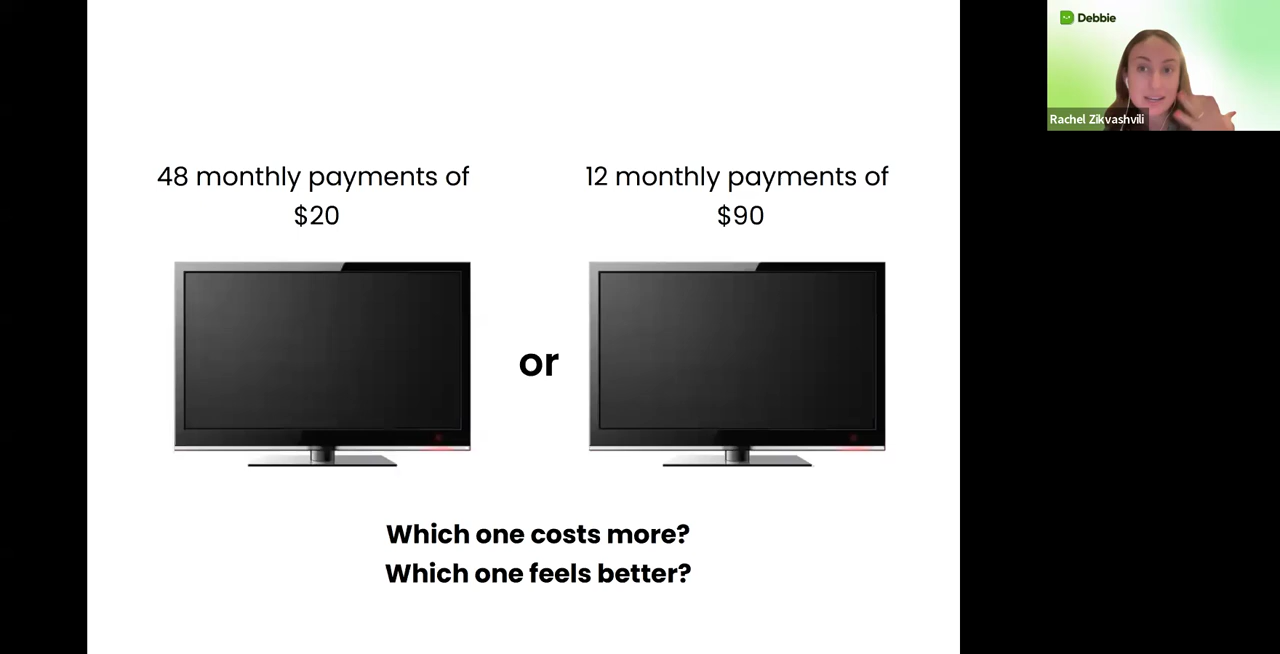 48 monthly payments of
$20
12 monthly payments of
$90
or
Which one costs more?
Which one feels better?
Debbie
Rachel Zikvashvili